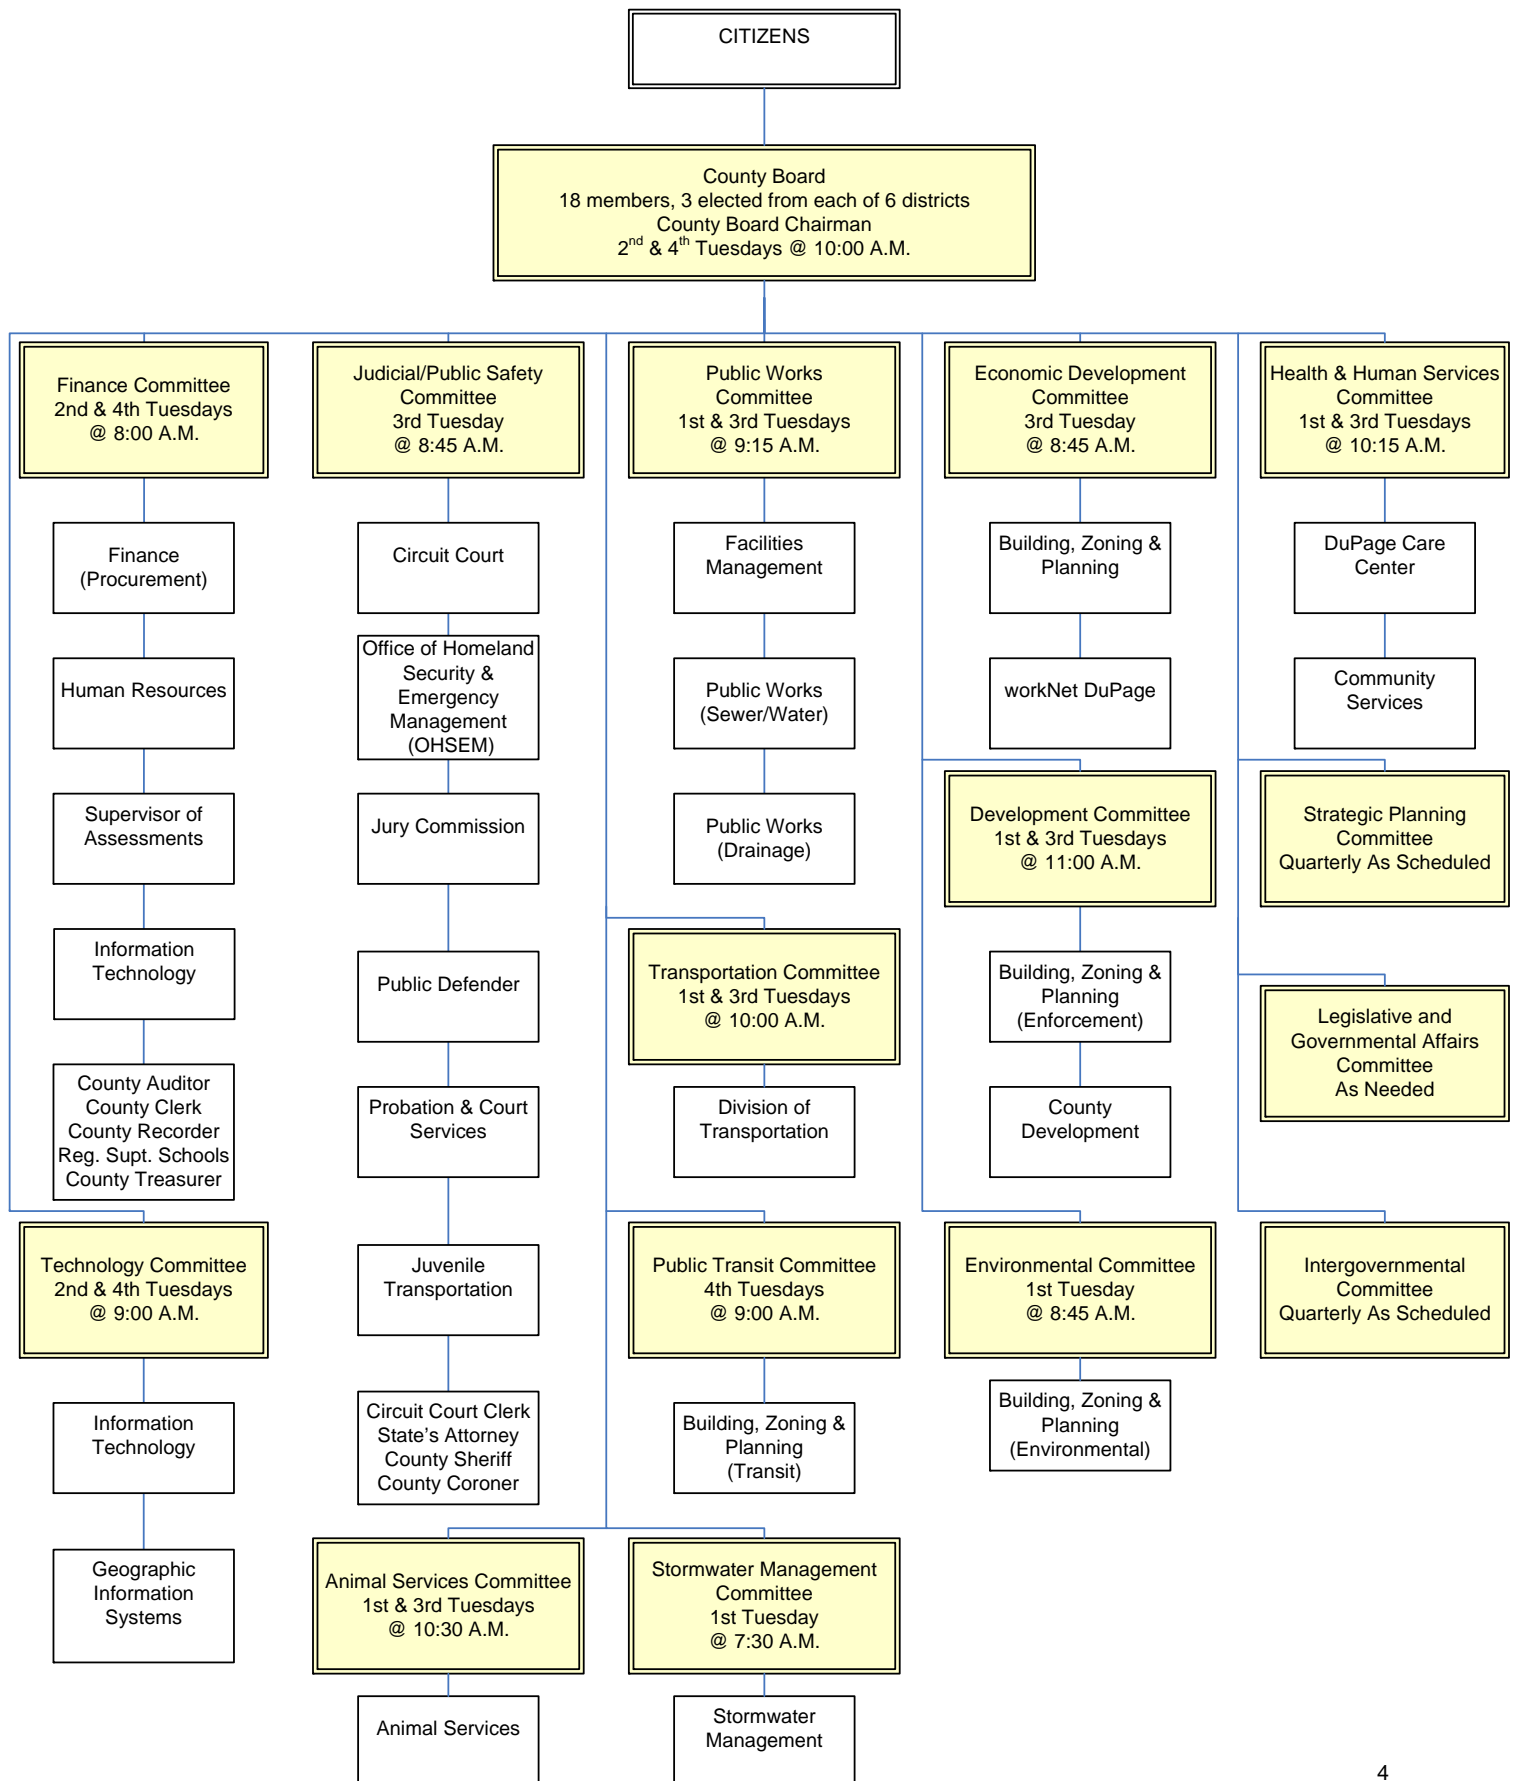 CITIZENS
County Board
18 members, 3 elected from each of 6 districts
County Board Chairman
2nd & 4th Tuesdays @ 10:00 A.M.
Finance Committee
2nd & 4th Tuesdays
@ 8:00 A.M.
Finance
(Procurement)
Human Resources
Supervisor of
Assessments
Information
Technology
County Auditor
County Clerk
County Recorder
Reg. Supt. Schools
County Treasurer
Technology Committee
2nd & 4th Tuesdays
@ 9:00 A.M.
Information
Technology
Geographic
Information
Systems
Judicial/Public Safety
Committee
3rd Tuesday
@ 8:45 A.M.
Circuit Court
Office of Homeland
Security &
Emergency
Management
(OHSEM)
Jury Commission
Public Defender
Probation & Court
Services
Juvenile
Transportation
Circuit Court Clerk
State’s Attorney
County Sheriff
County Coroner
Animal Services Committee
1st & 3rd Tuesdays
@ 10:30 A.M.
Animal Services
Public Works
Committee
1st & 3rd Tuesdays
@ 9:15 A.M.
Facilities
Management
Public Works
(Sewer/Water)
Public Works
(Drainage)
Transportation Committee
1st & 3rd Tuesdays
@ 10:00 A.M.
Division of
Transportation
Public Transit Committee
4th Tuesdays
@ 9:00 A.M.
Building, Zoning &
Planning
(Transit)
Stormwater Management
Committee
1st Tuesday
@ 7:30 A.M.
Stormwater
Management
Economic Development
Committee
3rd Tuesday
@ 8:45 A.M.
Building, Zoning &
Planning
workNet DuPage
Development Committee
1st & 3rd Tuesdays
@ 11:00 A.M.
Building, Zoning &
Planning
(Enforcement)
County
Development
Environmental Committee
1st Tuesday
@ 8:45 A.M.
Building, Zoning &
Planning
(Environmental)
Health & Human Services
Committee
1st & 3rd Tuesdays
@ 10:15 A.M.
DuPage Care
Center
Community
Services
Strategic Planning
Committee
Quarterly As Scheduled
Legislative and
Governmental Affairs
Committee
As Needed
Intergovernmental
Committee
Quarterly As Scheduled
4